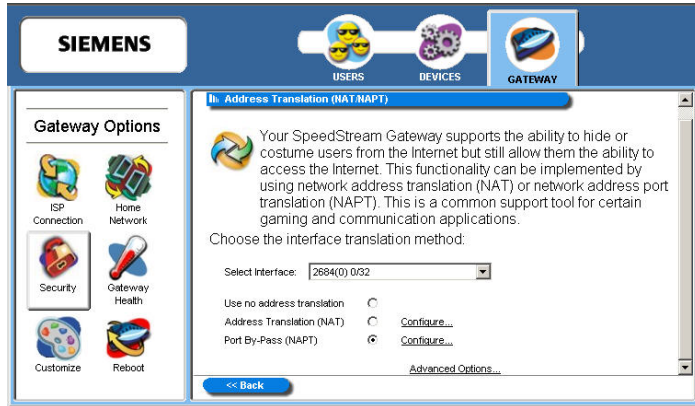 SIEMENS
USERS
DEVICES
GATEWAY
Gateway Options
ISP
Connection
Home
Network
Security
Gateway
Health
Customize
Reboot
Address Translation (NAT/NAPT)
Your SpeedStream Gateway supports the ability to hide or
costume users from the Internet but still allow them the ability to
access the Internet. This functionality can be implemented by
using network address translation (NAT) or network address port
translation (NAPT). This is a common support tool for certain
gaming and communication applications.
Choose the interface translation method:
Select Interface: 2684(0) 0/32
Use no address translation
Address Translation (NAT) Configure...
Port By-Pass (NAPT) Configure...
Advanced Options...
<< Back